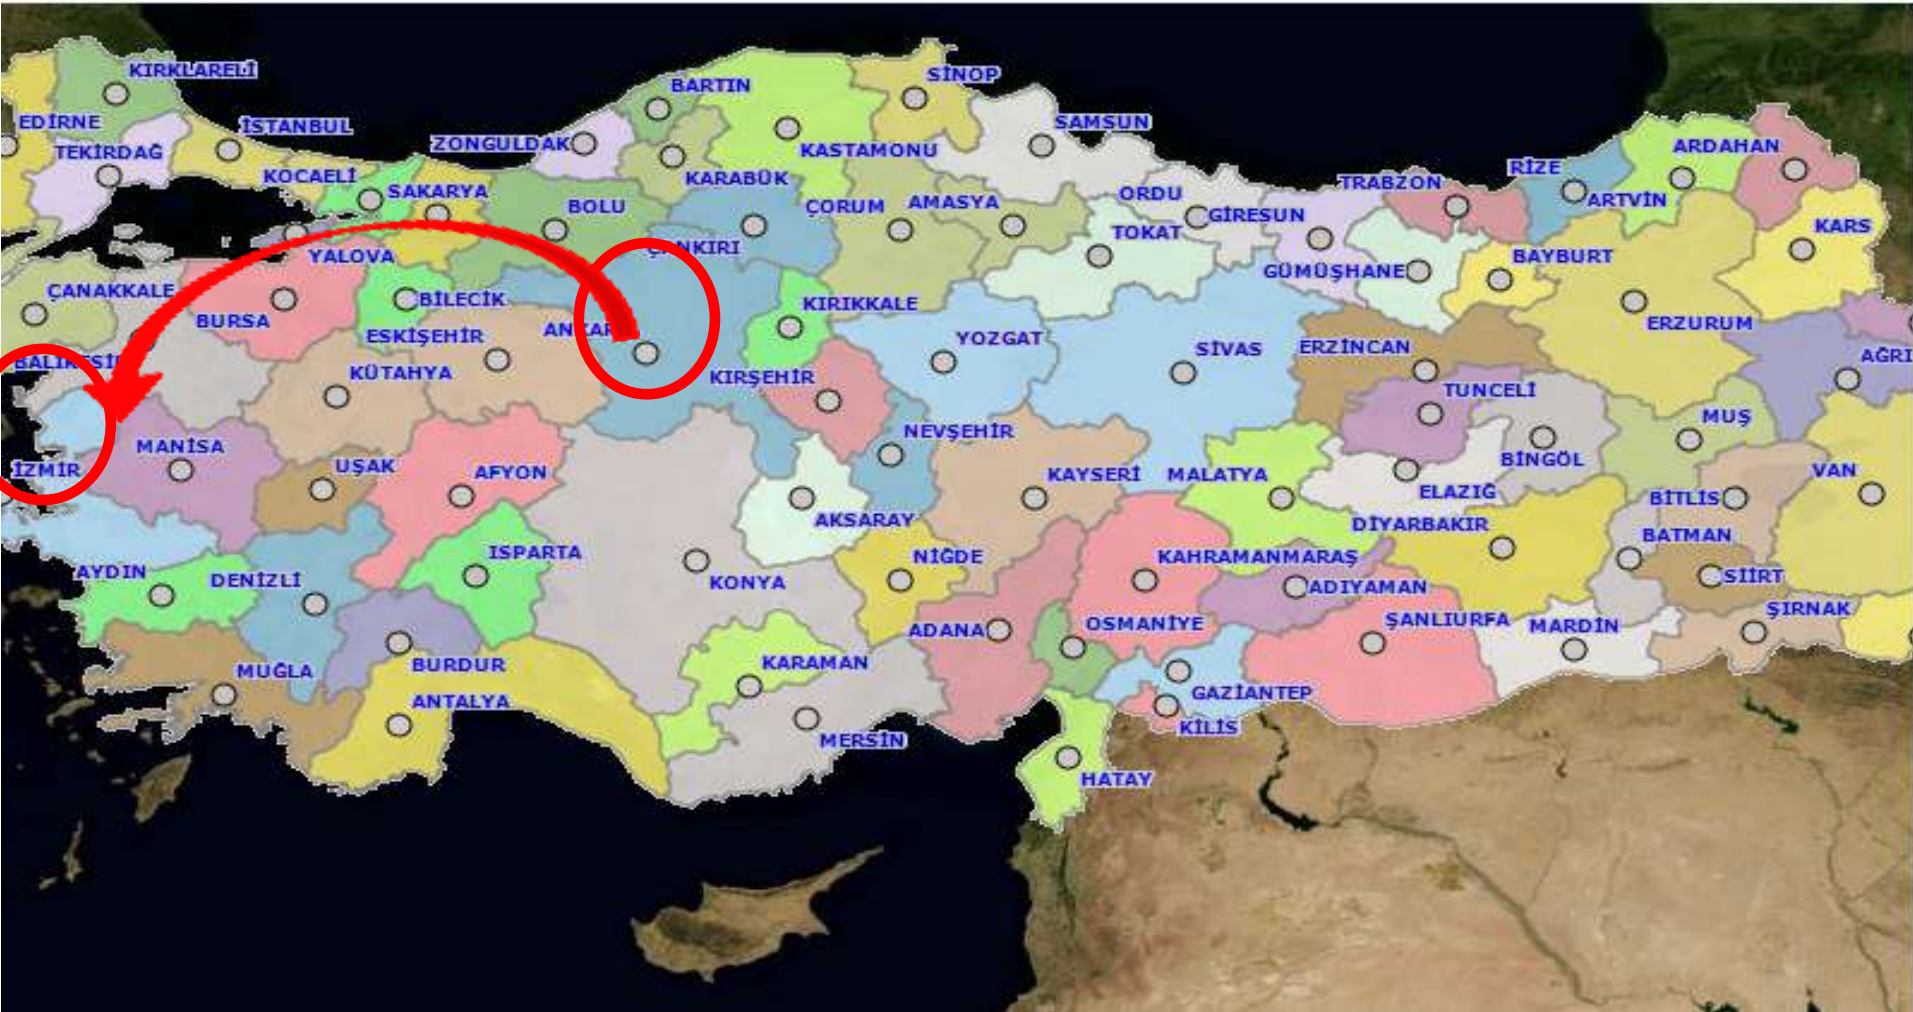 KIRKLARELİ
SİNOP
BARTIN
EDİRNE
İSTANBUL
SAMSUN
ZONGULDAK
TEKİRDAĞ
KASTAMONU
ARDAHAN
RİZE
KOCAELİ
KARABÜK
TRABZON
SAKARYA
ORDU
ARTVİN
BOLU
ÇORUM
AMASYA
GİRESUN
KARS
TOKAT
ÇANKIRI
YALOVA
BAYBURT
GÜMÜŞHANE
ÇANAKKALE
BİLECİK
KIRIKKALE
BURSA
ERZURUM
ANKARA
ESKİŞEHİR
YOZGAT
SİVAS
ERZİNCAN
AĞRI
BALIKESİR
KÜTAHYA
KIRŞEHİR
TUNCELİ
MUŞ
NEVŞEHİR
MANİSA
BİNGÖL
İZMİR
UŞAK
AFYON
KAYSERİ
MALATYA
VAN
ELAZIĞ
BİTLİS
AKSARAY
DİYARBAKIR
BATMAN
ISPARTA
NİĞDE
KAHRAMANMARAŞ
AYDIN
DENİZLİ
KONYA
ADIYAMAN
SİİRT
ŞIRNAK
ADANA
OSMANİYE
ŞANLIURFA
MARDİN
MUĞLA
BURDUR
KARAMAN
GAZİANTEP
ANTALYA
KİLİS
MERSİN
HATAY